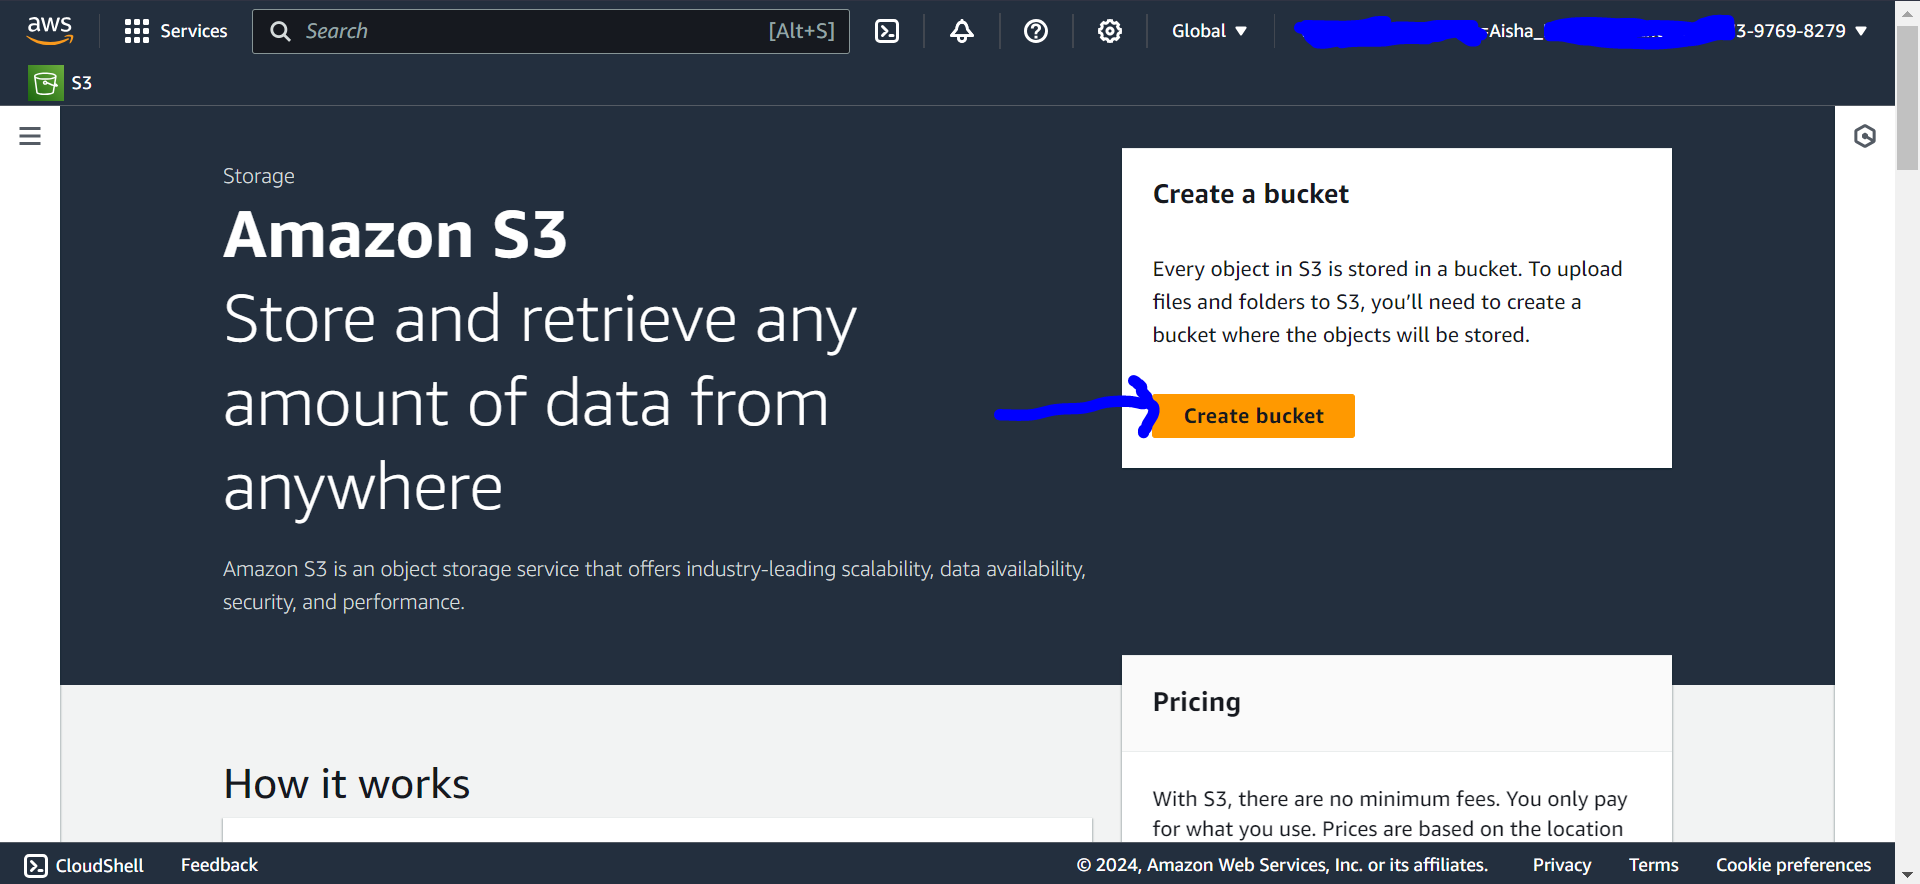 aws
Services
Search
[Alt+S]
Global
Aisha_
3-9769-8279
S3
Storage
Amazon S3
Store and retrieve any
amount of data from
anywhere
Amazon S3 is an object storage service that offers industry-leading scalability, data availability,
security, and performance.
Create a bucket
Every object in S3 is stored in a bucket. To upload
files and folders to S3, you’ll need to create a
bucket where the objects will be stored.
Create bucket
How it works
Pricing
With S3, there are no minimum fees. You only pay
for what you use. Prices are based on the location
CloudShell
Feedback
© 2024, Amazon Web Services, Inc. or its affiliates.
Privacy
Terms
Cookie preferences